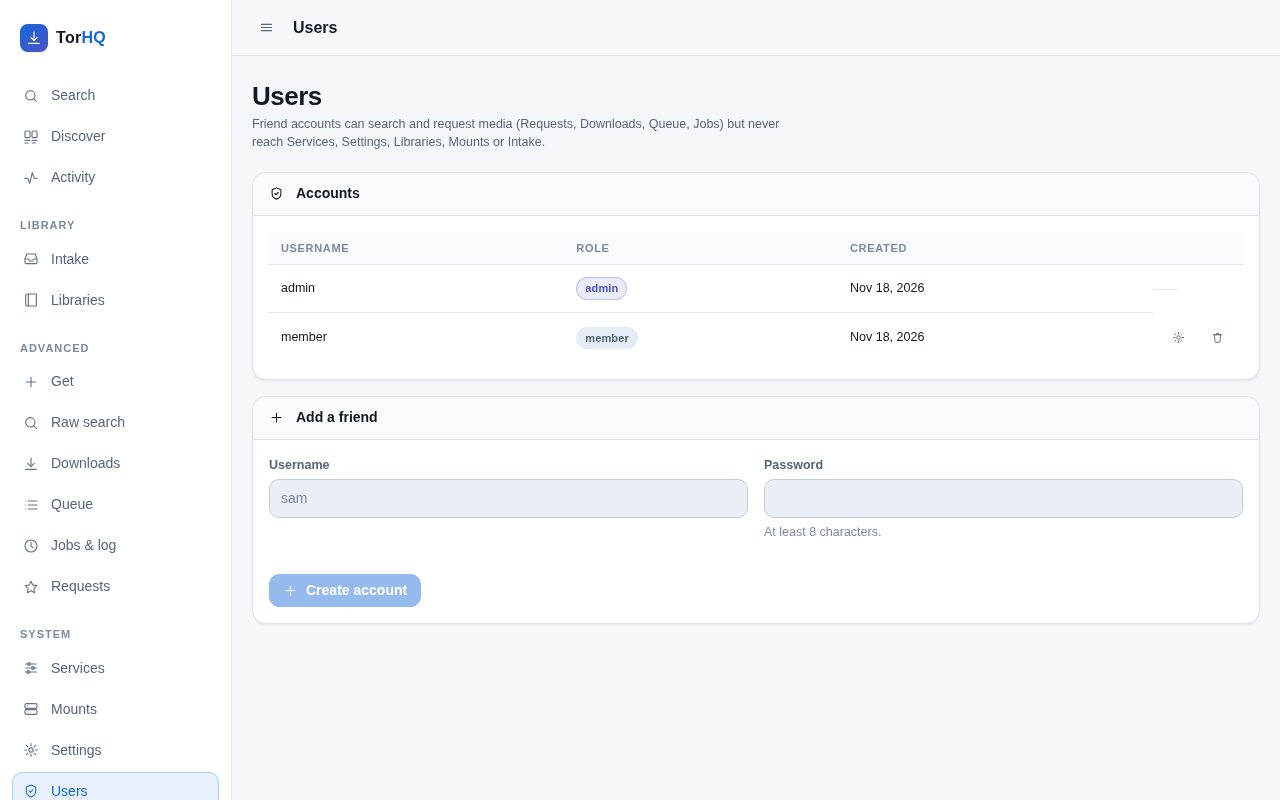 TorHQ
Users
Search
Discover
Activity
LIBRARY
Intake
Libraries
ADVANCED
Get
Raw search
Downloads
Queue
Jobs & log
Requests
SYSTEM
Services
Mounts
Settings
Users
Users
Friend accounts can search and request media (Requests, Downloads, Queue, Jobs) but never
reach Services, Settings, Libraries, Mounts or Intake.
Accounts
USERNAME ROLE CREATED
admin admin Nov 18, 2026
member member Nov 18, 2026
Add a friend
Username Password
sam
At least 8 characters.
Create account